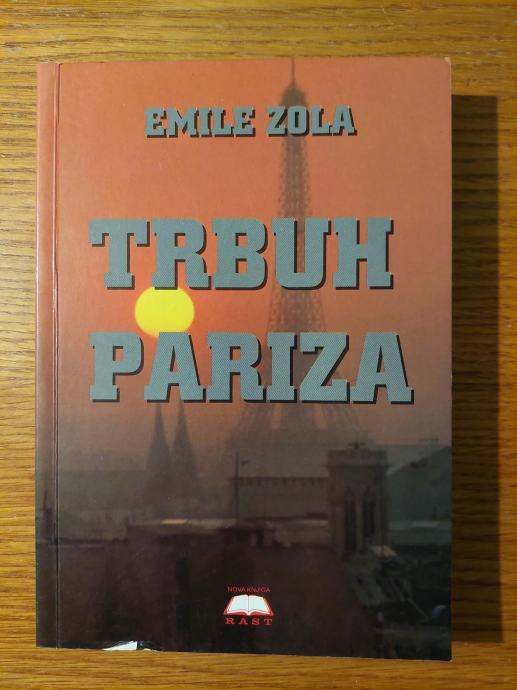 EMILE ZOLA
TRBUH
PARIZA
NOVA KNJIGA
RAST